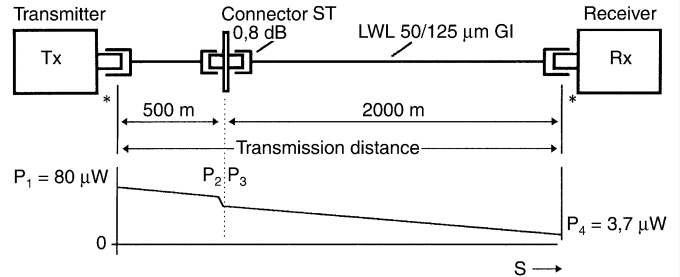 Transmitter
Connector ST
Receiver
0,8 dB
LWL 50/125 µm GI
Tx
Rx
*
*
500 m
2000 m
Transmission distance
P1 = 80 µW
P2
P3
P4 = 3,7 µW
0
S